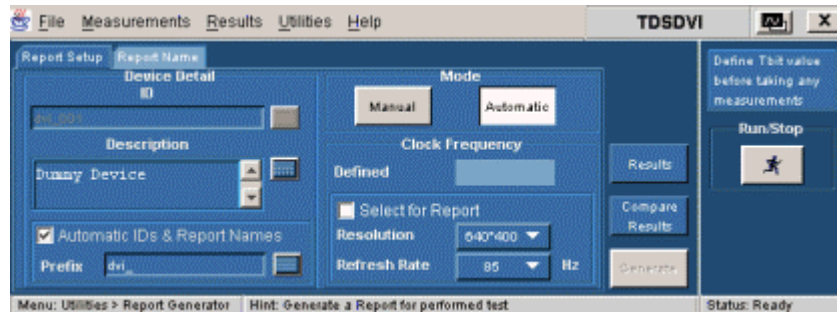 File Measurements Results Utilities Help TDSDVI X
Report Setup Report Name
Device Detail
ID
dvi_001
Description
Dummy Device
Automatic IDs & Report Names
Prefix dvi_
Mode
Manual Automatic
Clock Frequency
Defined
Select for Report
Resolution 640*400
Refresh Rate 85 Hz
Results
Compare
Results
Generate
Define Tbit value
before taking any
measurements
Run/Stop
Menu: Utilities > Report Generator Hint: Generate a Report for performed test Status: Ready